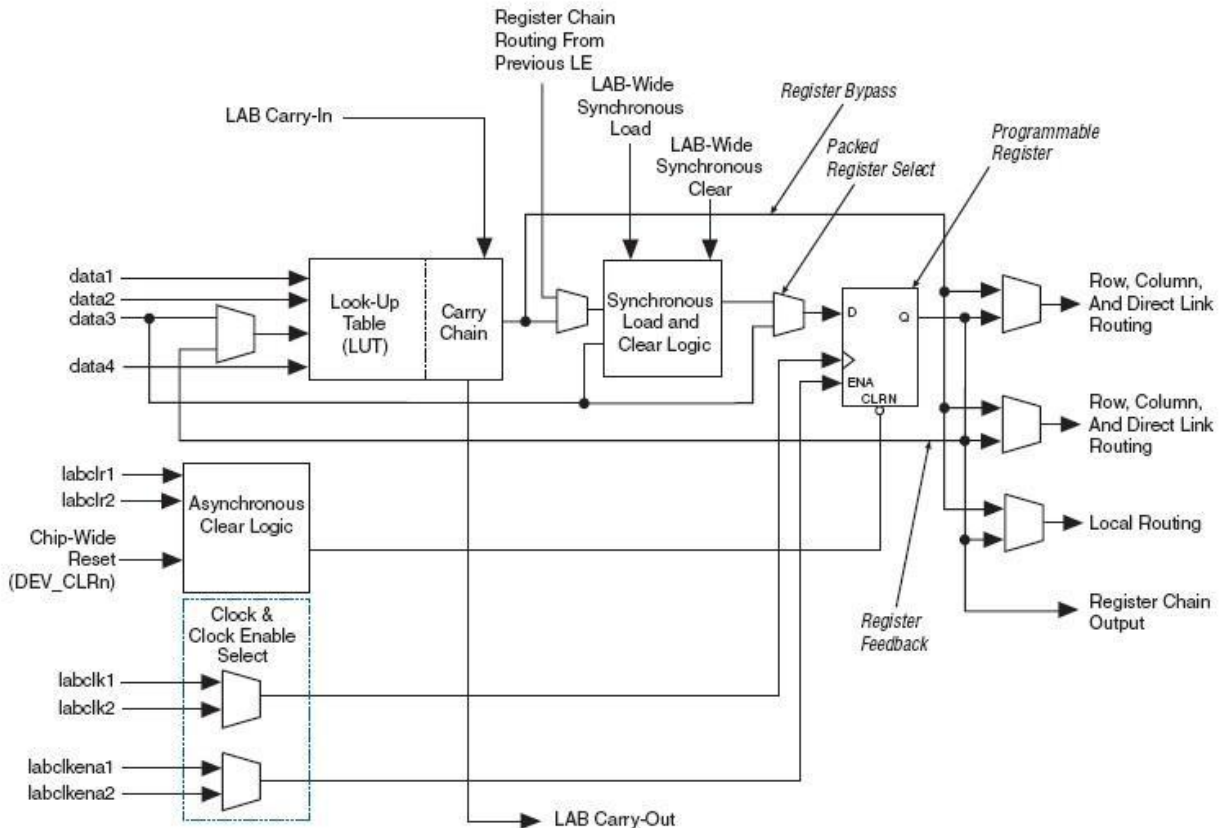 Register Chain
Routing From
Previous LE
LAB-Wide
Synchronous
Load
Register Bypass
LAB Carry-In
LAB-Wide
Synchronous
Clear
Packed
Register Select
Programmable
Register
data1
data2
data3
data4
Look-Up
Table
(LUT)
Carry
Chain
Synchronous
Load and
Clear Logic
D
Q
ENA
CLRN
Row, Column,
And Direct Link
Routing
Row, Column,
And Direct Link
Routing
Local Routing
Register Chain
Output
Register
Feedback
labclr1
labclr2
Chip-Wide
Reset
(DEV_CLRn)
Asynchronous
Clear Logic
Clock &
Clock Enable
Select
labclk1
labclk2
labclkena1
labclkena2
LAB Carry-Out